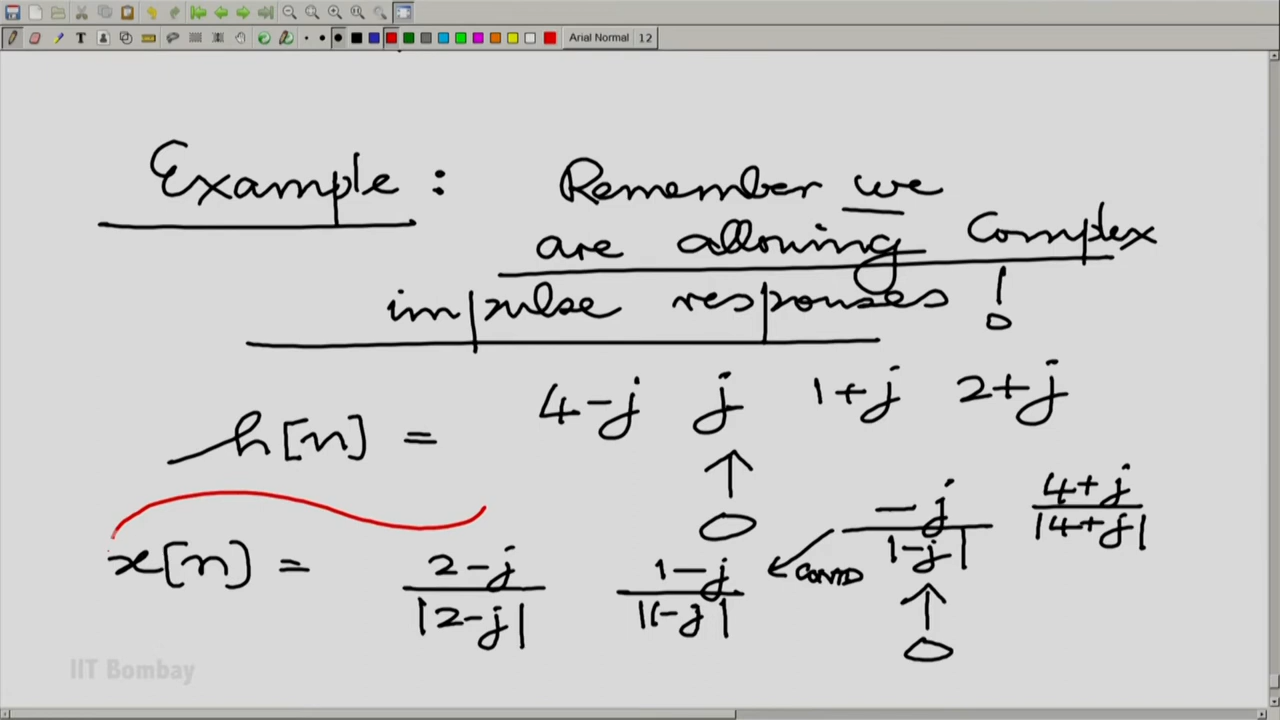 Arial Normal 12
Example : Remember we
are allowing Complex
impulse responses !
h[n] = 4-j j 1+j 2+j
↑
0
x[n] = 2-j / |2-j| 1-j / |1-j| ← contd -j / |-j| 4+j / |4+j|
↑
0
IIT Bombay